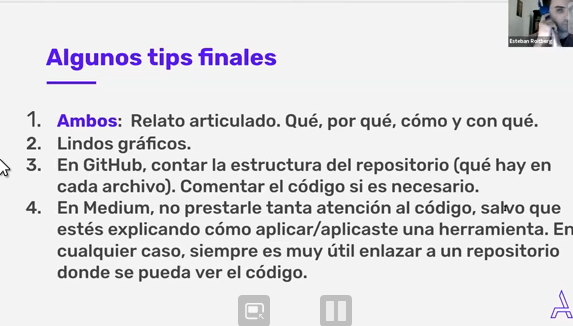 Esteban Roitberg
Algunos tips finales
1. Ambos: Relato articulado. Qué, por qué, cómo y con qué.
2. Lindos gráficos.
3. En GitHub, contar la estructura del repositorio (qué hay en
cada archivo). Comentar el código si es necesario.
4. En Medium, no prestarle tanta atención al código, salvo que
estés explicando cómo aplicar/aplicaste una herramienta. En
cualquier caso, siempre es muy útil enlazar a un repositorio
donde se pueda ver el código.